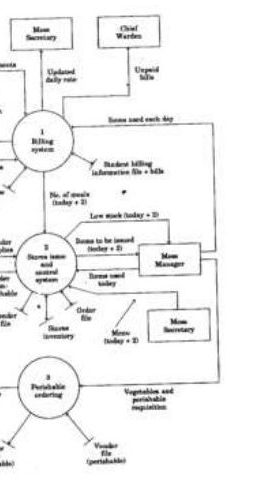 Mess
Secretary
Chief
Warden
Updated
daily rate
Unpaid
bills
Items used each day
1
Billing
system
Student billing
information file + bills
No. of meals
(today + 2)
Low stock (today + 2)
Items to be issued
(today + 2)
2
Stores issue
and
control
system
Mess
Manager
Items used
today
Order
file
Stores
inventory
Menu
(today + 2)
Mess
Secretary
3
Perishable
ordering
Vegetables and
perishable
requisition
Vendor
file
(perishable)